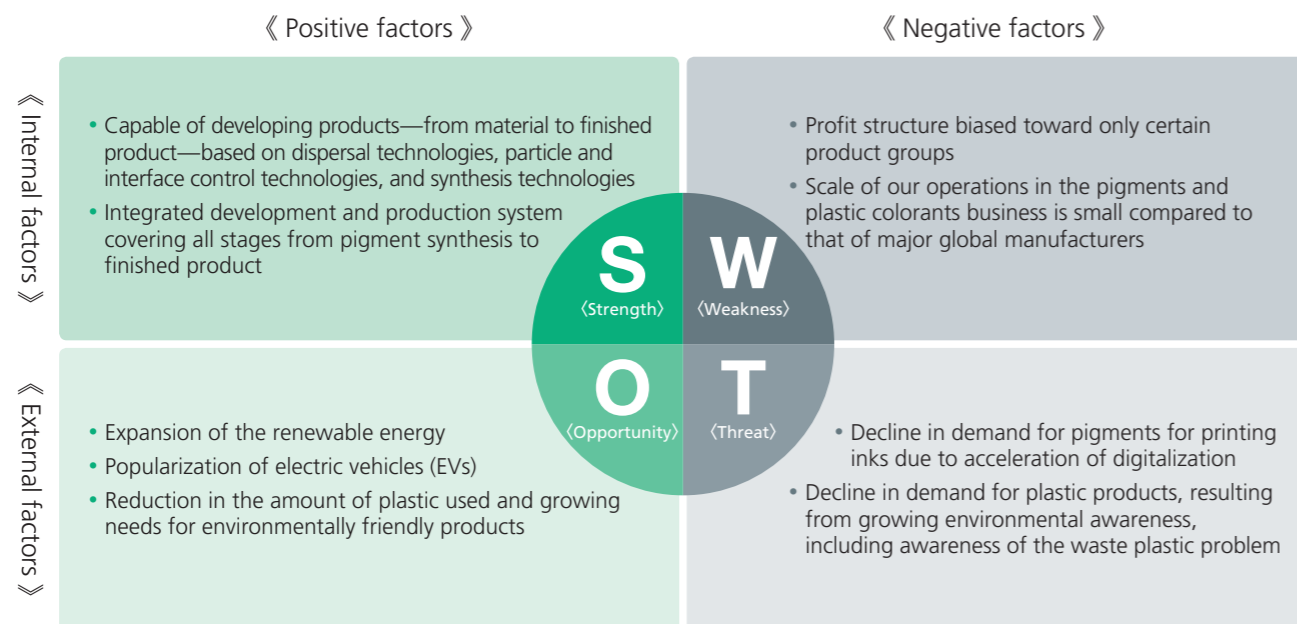 《 Positive factors 》
《 Negative factors 》
《 Internal factors 》
• Capable of developing products—from material to finished
product—based on dispersal technologies, particle and
interface control technologies, and synthesis technologies
• Integrated development and production system
covering all stages from pigment synthesis to
finished product
• Profit structure biased toward only certain
product groups
• Scale of our operations in the pigments and
plastic colorants business is small compared to
that of major global manufacturers
S
〈Strength〉
W
〈Weakness〉
《 External factors 》
O
〈Opportunity〉
T
〈Threat〉
• Expansion of the renewable energy
• Popularization of electric vehicles (EVs)
• Reduction in the amount of plastic used and growing
needs for environmentally friendly products
• Decline in demand for pigments for printing
inks due to acceleration of digitalization
• Decline in demand for plastic products, resulting
from growing environmental awareness,
including awareness of the waste plastic problem